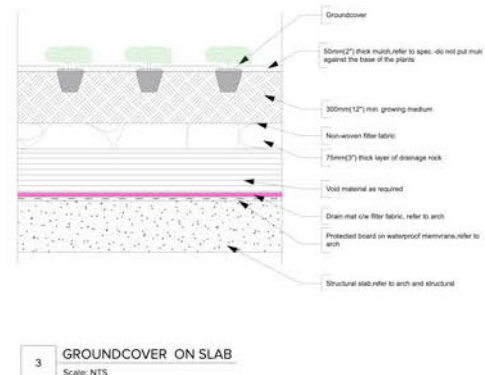 Groundcover
50mm(2") thick mulch,refer to spec.-do not put mulch
against the base of the plants
300mm(12") min. growing medium
Non-woven filter fabric
75mm(3") thick layer of drainage rock
Void material as required
Drain mat c/w filter fabric, refer to arch
Protected board on waterproof memvrane,refer to
arch
Structural slab,refer to arch and structural
3
GROUNDCOVER ON SLAB
Scale: NTS